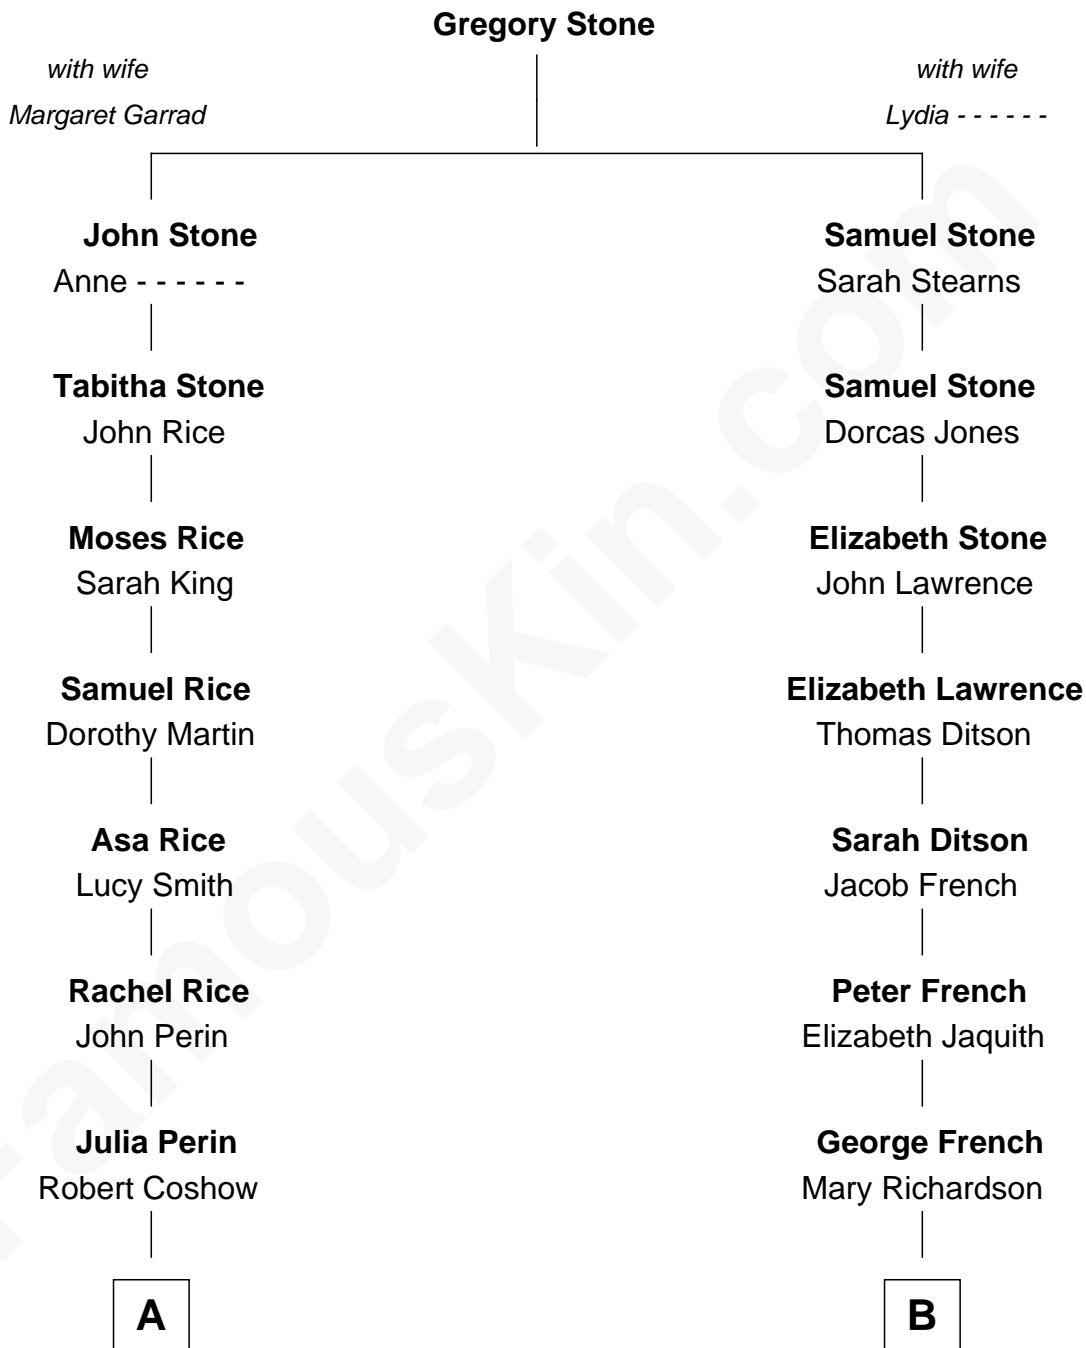 Gregory Stone
with wife
Margaret Garrad
with wife
Lydia - - - - - -
John Stone
Anne - - - - - -
Samuel Stone
Sarah Stearns
Tabitha Stone
John Rice
Samuel Stone
Dorcas Jones
Moses Rice
Sarah King
Elizabeth Stone
John Lawrence
Samuel Rice
Dorothy Martin
Elizabeth Lawrence
Thomas Ditson
Asa Rice
Lucy Smith
Sarah Ditson
Jacob French
Rachel Rice
John Perin
Peter French
Elizabeth Jaquith
Julia Perin
Robert Coshow
George French
Mary Richardson
A
B
FamousKin.com